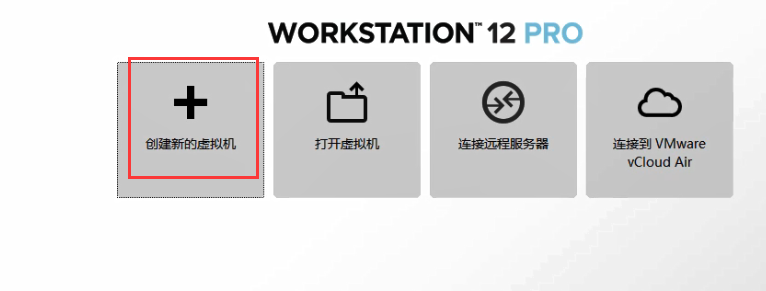 WORKSTATION™ 12 PRO
创建新的虚拟机
打开虚拟机
连接远程服务器
连接到 VMware
vCloud Air